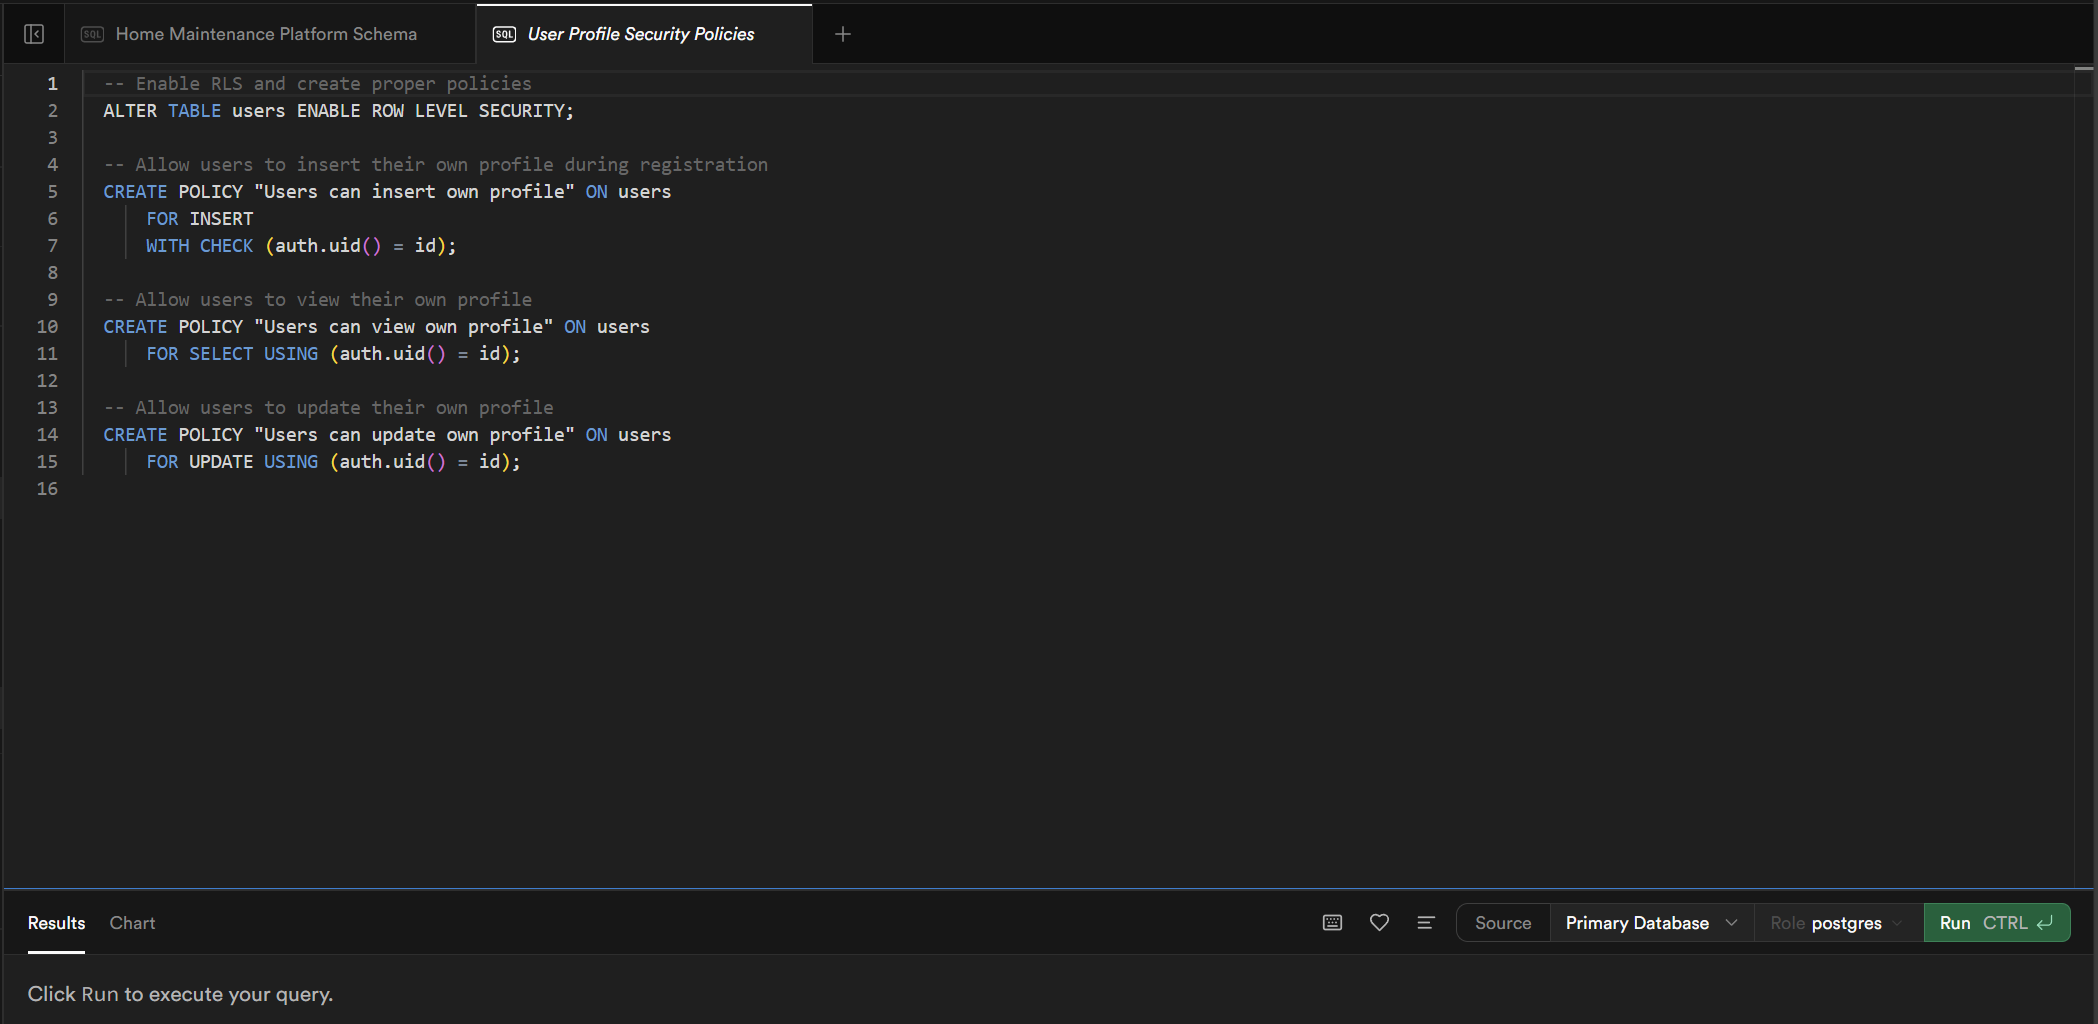 SQL Home Maintenance Platform Schema
SQL User Profile Security Policies
1 -- Enable RLS and create proper policies
2 ALTER TABLE users ENABLE ROW LEVEL SECURITY;
3
4 -- Allow users to insert their own profile during registration
5 CREATE POLICY "Users can insert own profile" ON users
6 FOR INSERT
7 WITH CHECK (auth.uid() = id);
8
9 -- Allow users to view their own profile
10 CREATE POLICY "Users can view own profile" ON users
11 FOR SELECT USING (auth.uid() = id);
12
13 -- Allow users to update their own profile
14 CREATE POLICY "Users can update own profile" ON users
15 FOR UPDATE USING (auth.uid() = id);
16
Results Chart
Source Primary Database Role postgres Run CTRL
Click Run to execute your query.